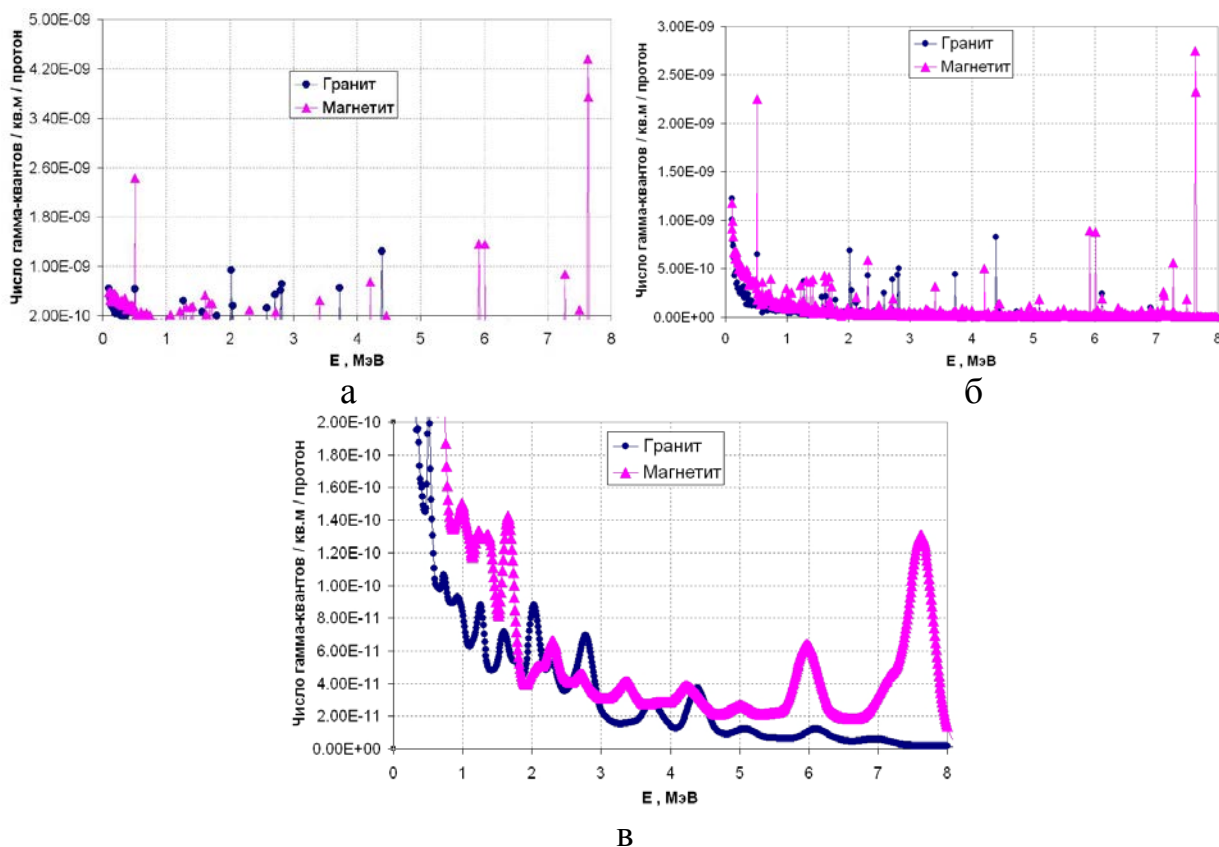 Число гамма-квантов / кв.м / протон
5.00E-09
4.20E-09
3.40E-09
2.60E-09
1.80E-09
1.00E-09
2.00E-10
Гранит
Магнетит
0 1 2 3 4 5 6 7 8
E , МэВ
а
Число гамма-квантов / кв.м / протон
3.00E-09
2.50E-09
2.00E-09
1.50E-09
1.00E-09
5.00E-10
0.00E+00
Гранит
Магнетит
0 1 2 3 4 5 6 7 8
E , МэВ
б
Число гамма-квантов / кв.м / протон
2.00E-10
1.80E-10
1.60E-10
1.40E-10
1.20E-10
1.00E-10
8.00E-11
6.00E-11
4.00E-11
2.00E-11
0.00E+00
Гранит
Магнетит
0 1 2 3 4 5 6 7 8
E , МэВ
в